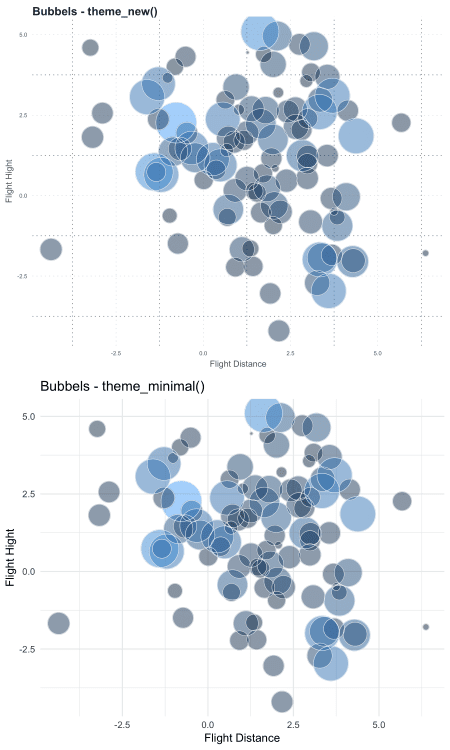 Bubbels - theme_new()
5.0
2.5
0.0
-2.5
Flight Hight
-2.5 0.0 2.5 5.0
Flight Distance
Bubbels - theme_minimal()
5.0
2.5
0.0
-2.5
Flight Hight
-2.5 0.0 2.5 5.0
Flight Distance